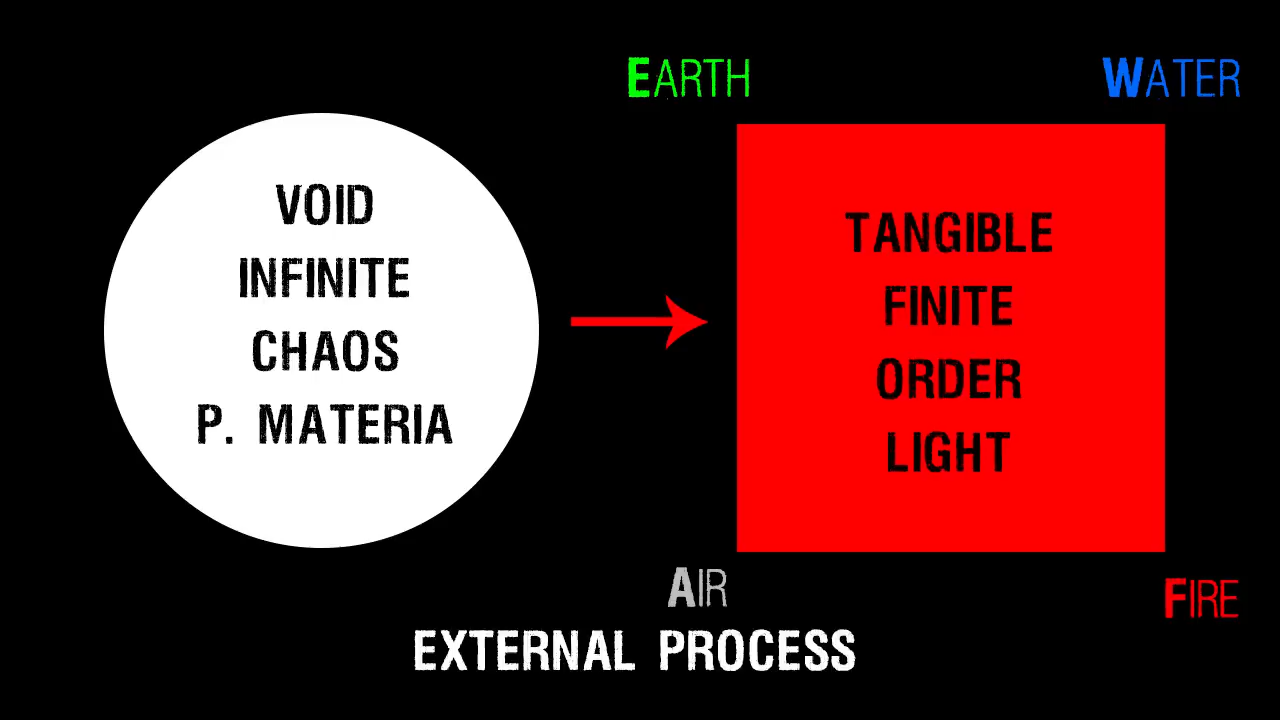 EARTH
WATER
VOID
INFINITE
CHAOS
P. MATERIA
TANGIBLE
FINITE
ORDER
LIGHT
AIR
FIRE
EXTERNAL PROCESS